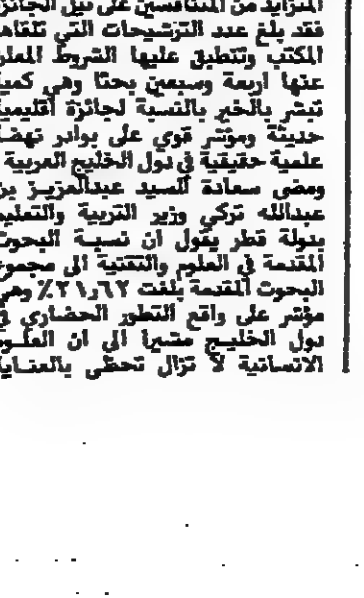 المتزايد من المتنافسين على نيل الجائزة
فقد بلغ عدد الترشيحات التي تلقاها
المكتب وتنطبق عليها الشروط المعلن
عنها اربعة وسبعين بحثا وهي كمية
تبشر بالخير بالنسبة لجائزة اقليمية
حديثة ومؤشر قوي على بوادر نهضة
علمية حقيقية في دول الخليج العربية
ومضى سعادة السيد عبدالعزيز بن
عبدالله تركي وزير التربية والتعليم
بدولة قطر يقول ان نسبة البحوث
المقدمة في العلوم والتقنية الى مجموع
البحوث المقدمة بلغت ٢١٫٦٢٪ وهي
مؤشر على واقع التطور الحضاري في
دول الخليج مشيرا الى ان العلوم
الانسانية لا تزال تحظى بالعناية